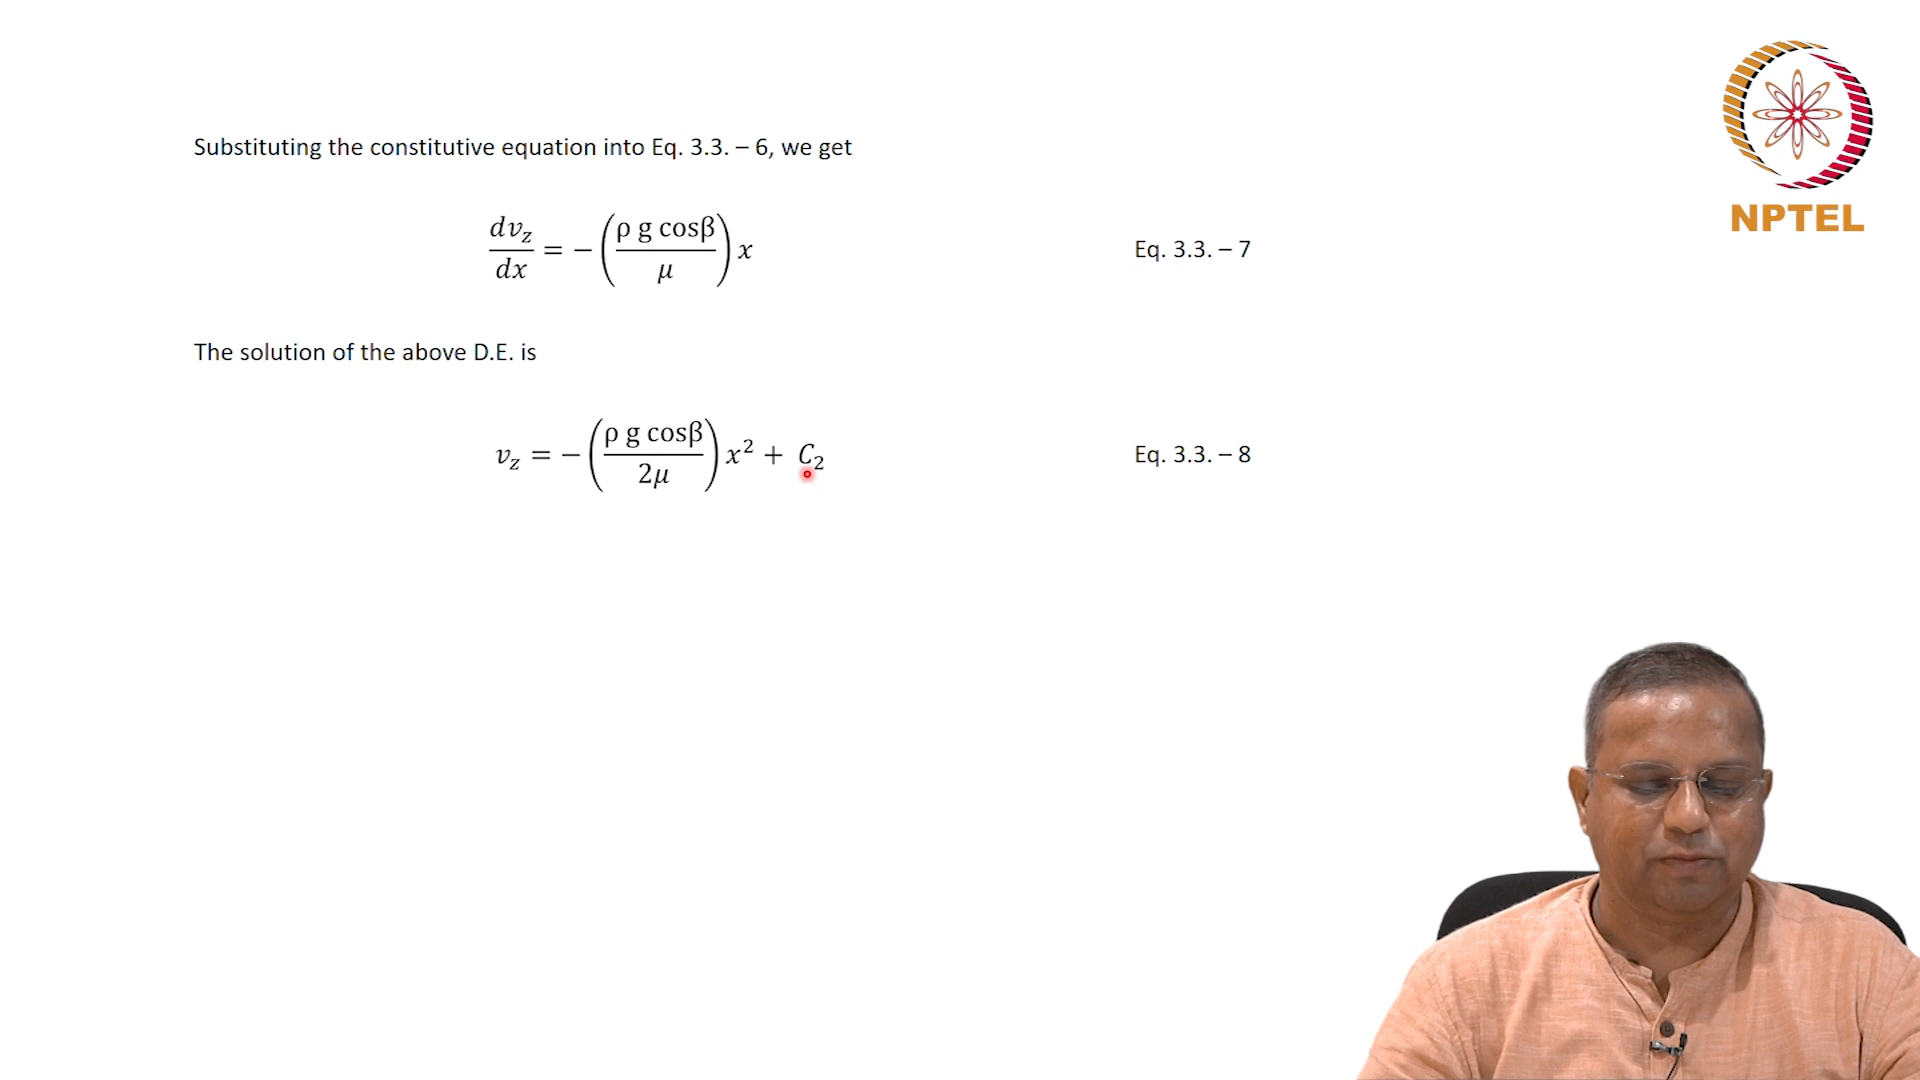 Substituting the constitutive equation into Eq. 3.3. – 6, we get
dv_z/dx = −(ρ g cosβ/μ) x    Eq. 3.3. – 7
The solution of the above D.E. is
v_z = −(ρ g cosβ/2μ) x² + C₂    Eq. 3.3. – 8
NPTEL